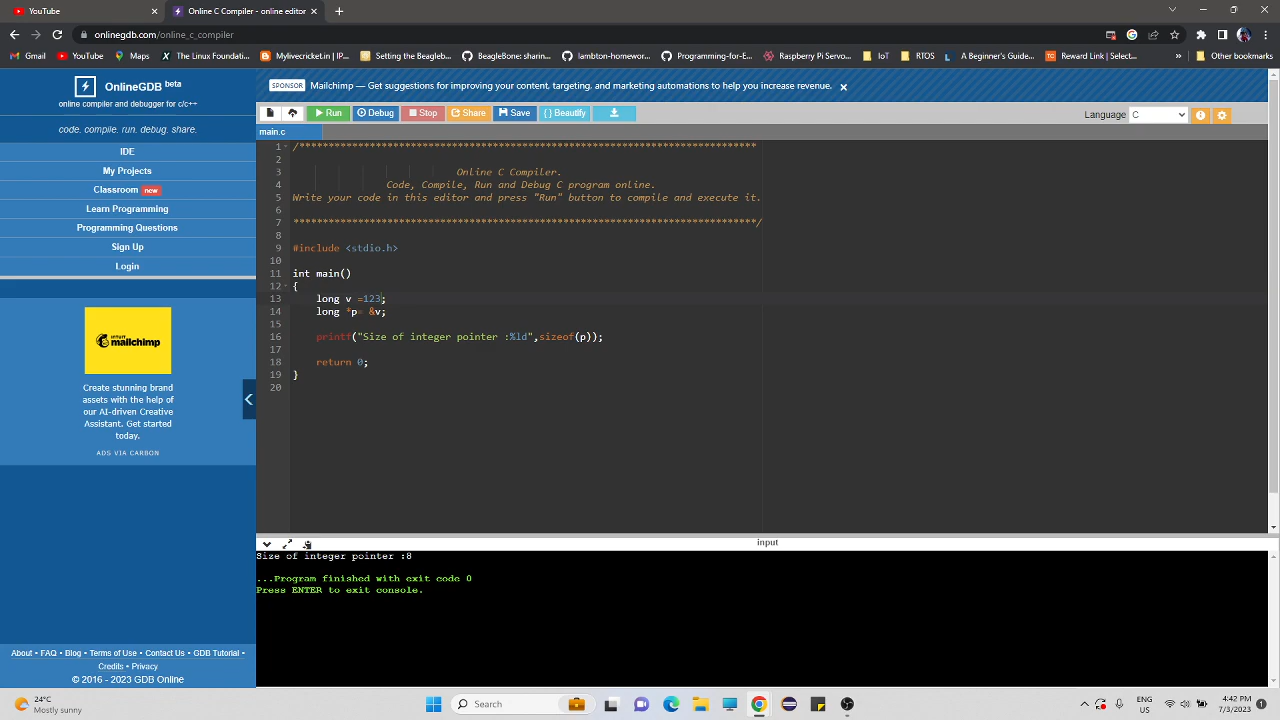 YouTube
Online C Compiler - online editor
onlinegdb.com/online_c_compiler
Gmail
YouTube
Maps
The Linux Foundatio...
Mylivecricket.in | IP...
Setting the Beagleb...
BeagleBone: sharin...
lambton-homewor...
Programming-for-E...
Raspberry Pi Servo...
IoT
RTOS
A Beginner's Guide...
Reward Link | Select...
»
Other bookmarks
OnlineGDB beta
online compiler and debugger for c/c++
code. compile. run. debug. share.
IDE
My Projects
Classroom new
Learn Programming
Programming Questions
Sign Up
Login
intuit
mailchimp
Create stunning brand
assets with the help of
our AI-driven Creative
Assistant. Get started
today.
ADS VIA CARBON
About • FAQ • Blog • Terms of Use • Contact Us • GDB Tutorial •
Credits • Privacy
© 2016 - 2023 GDB Online
SPONSOR Mailchimp — Get suggestions for improving your content, targeting, and marketing automations to help you increase revenue.
Run
Debug
Stop
Share
Save
{ } Beautify
Language C
main.c
1 /******************************************************************************
2
3 Online C Compiler.
4 Code, Compile, Run and Debug C program online.
5 Write your code in this editor and press "Run" button to compile and execute it.
6
7 *******************************************************************************/
8
9 #include <stdio.h>
10
11 int main()
12 {
13 long v =123;
14 long *p= &v;
15
16 printf("Size of integer pointer :%ld",sizeof(p));
17
18 return 0;
19 }
20
input
Size of integer pointer :8
...Program finished with exit code 0
Press ENTER to exit console.
24°C
Mostly sunny
Search
ENG
US
4:42 PM
7/3/2023